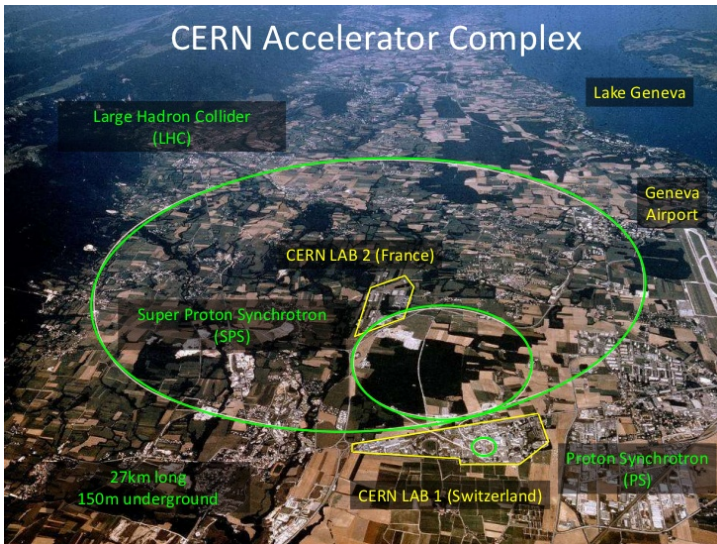 CERN Accelerator Complex
Lake Geneva
Large Hadron Collider
(LHC)
Geneva
Airport
CERN LAB 2 (France)
Super Proton Synchrotron
(SPS)
27km long
150m underground
CERN LAB 1 (Switzerland)
Proton Synchrotron
(PS)